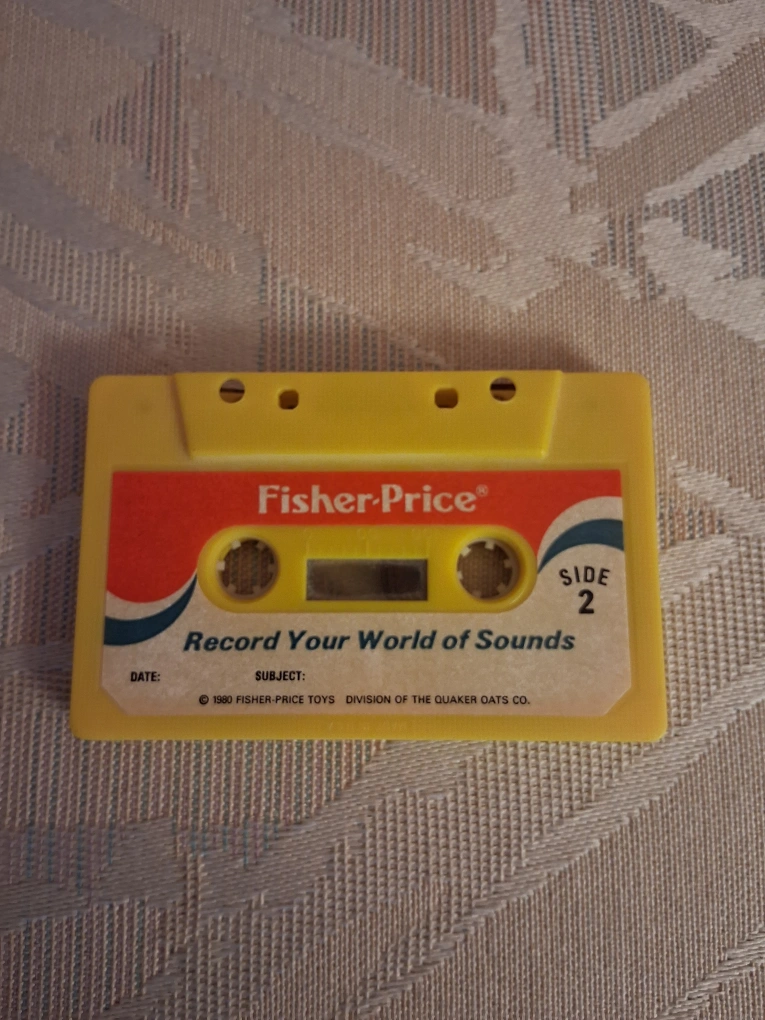 Fisher-Price®
SIDE
2
Record Your World of Sounds
DATE: SUBJECT:
© 1980 FISHER-PRICE TOYS DIVISION OF THE QUAKER OATS CO.